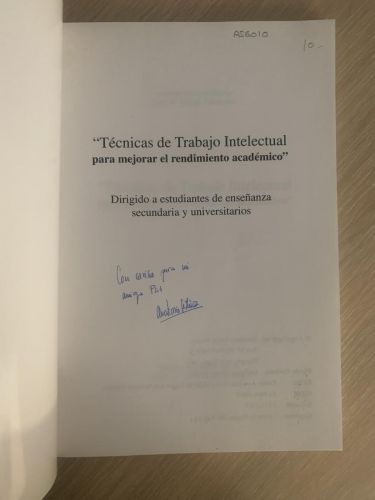 AS6010
10.-
“Técnicas de Trabajo Intelectual
para mejorar el rendimiento académico”
Dirigido a estudiantes de enseñanza
secundaria y universitarios
Con cariño para mi
amiga